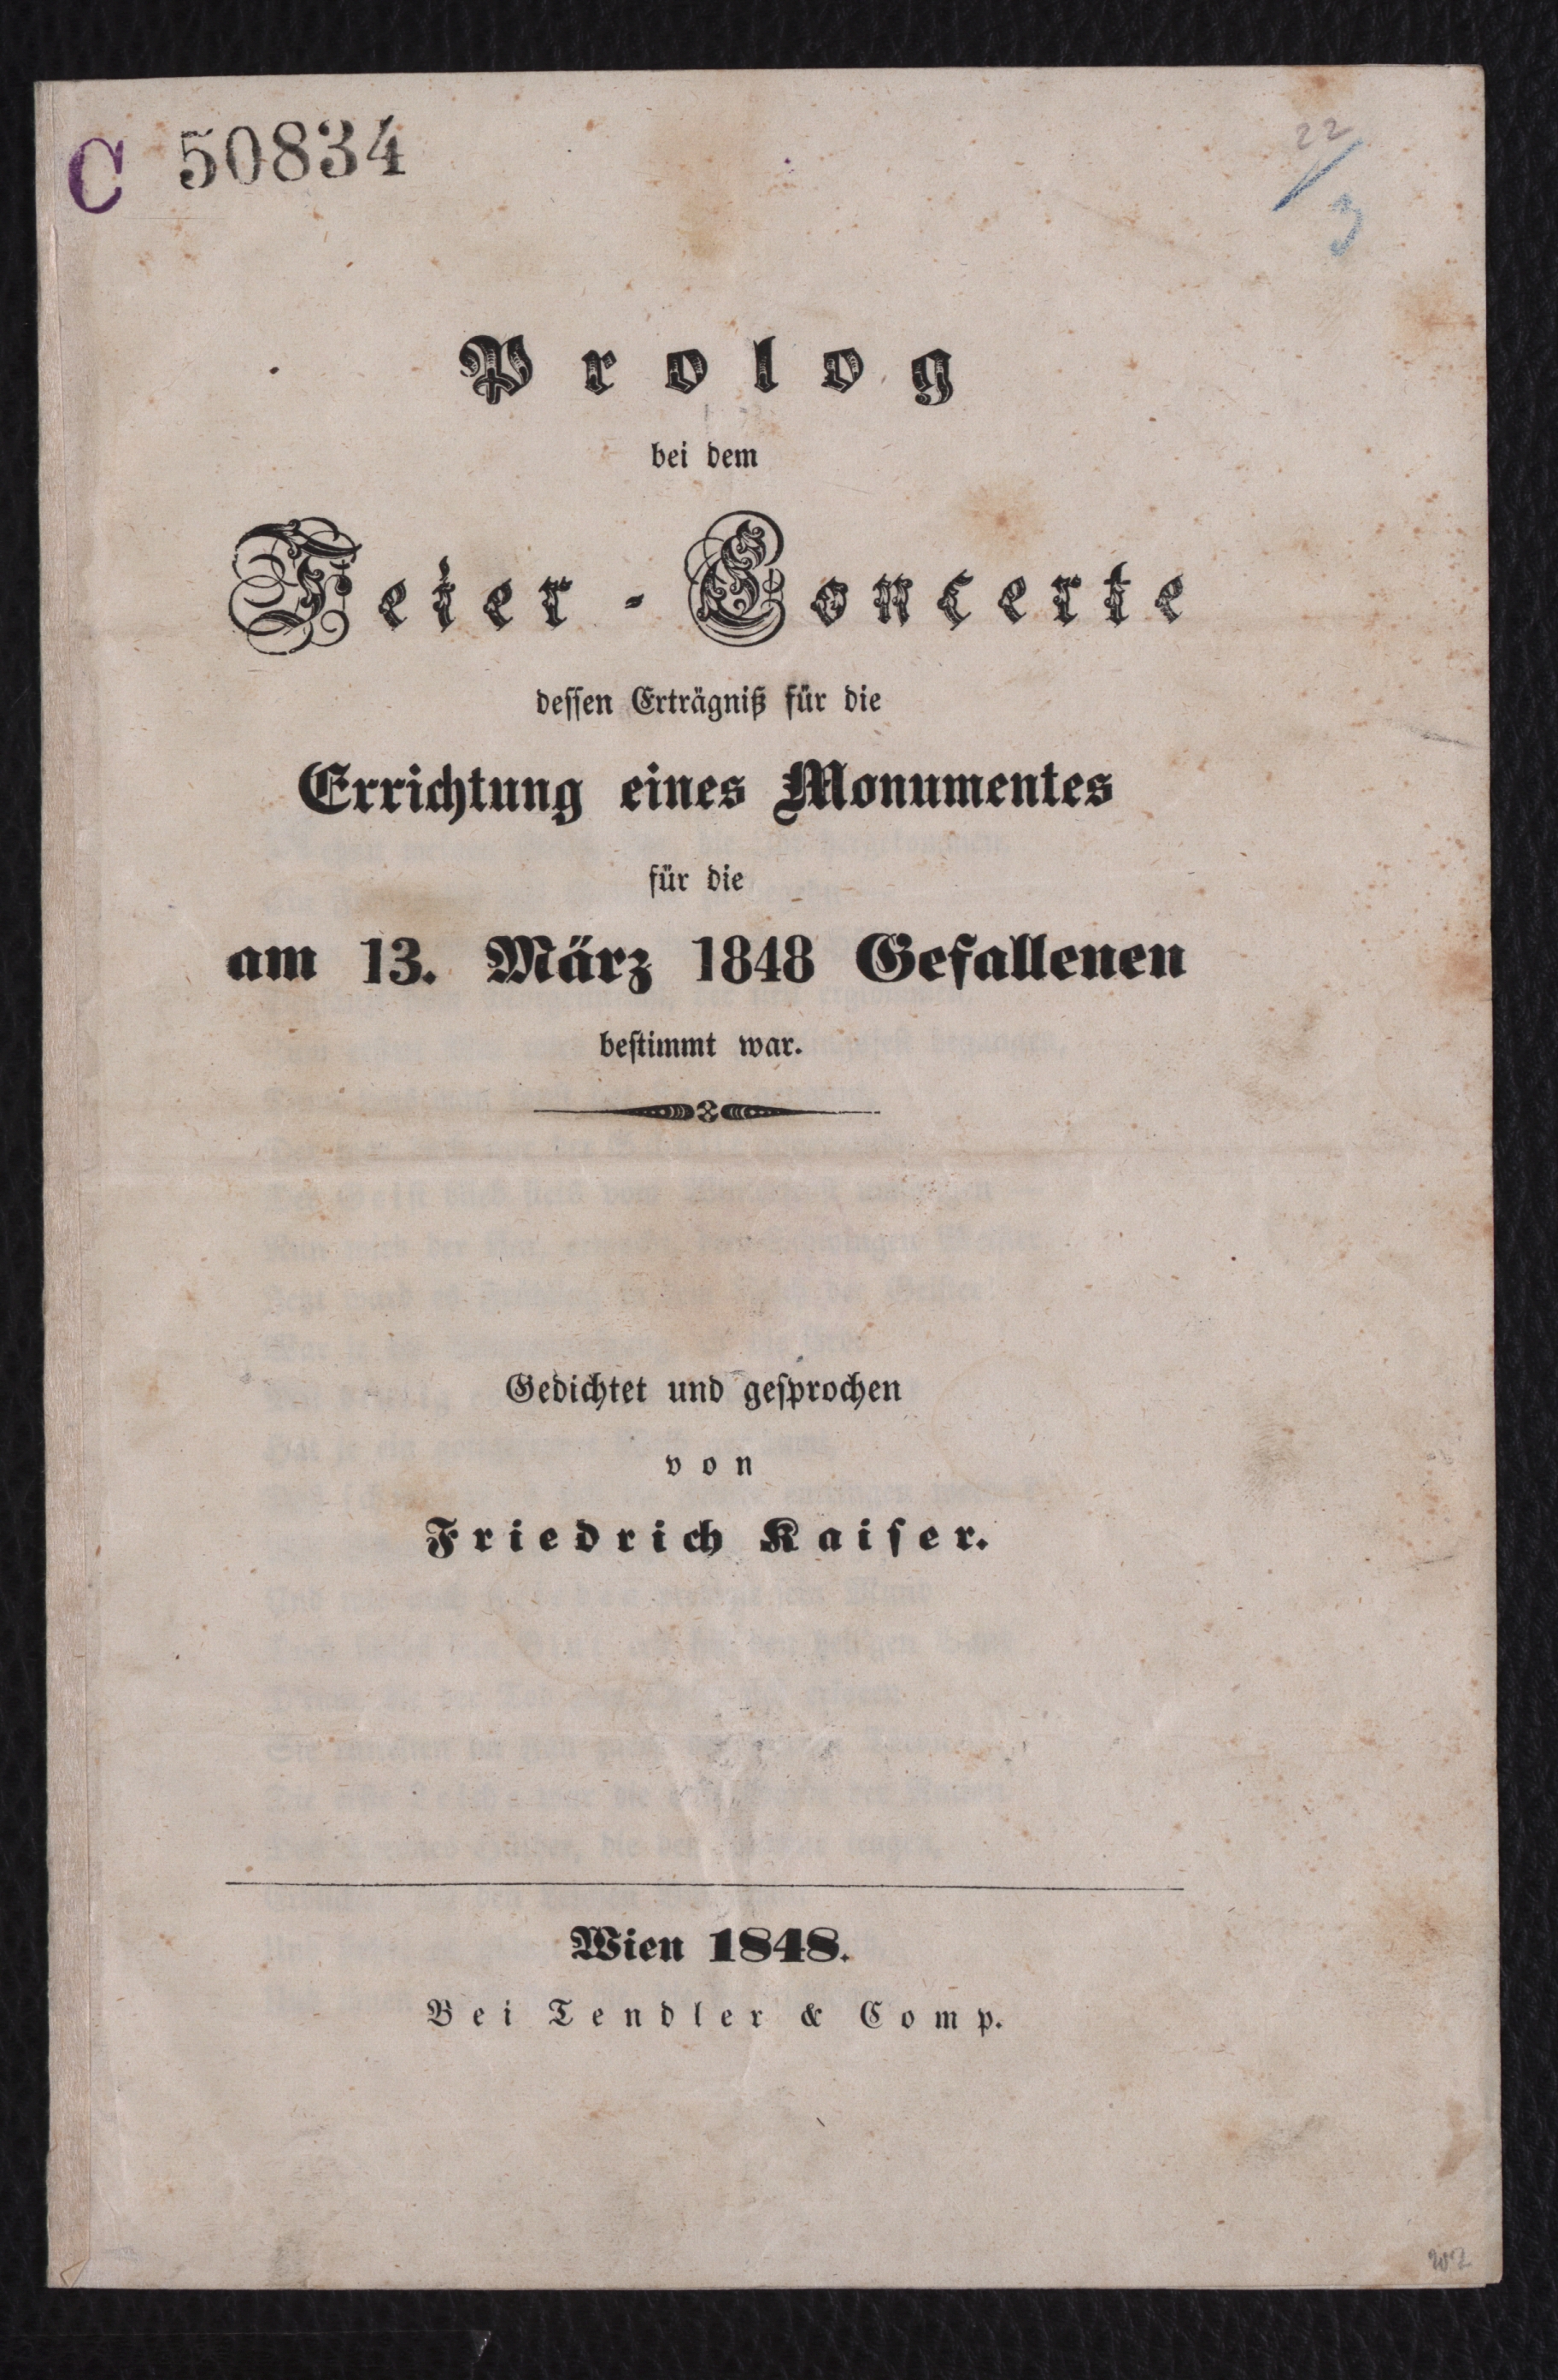 C 50834
22/3
Prolog
bei dem
Feier-Concerte
dessen Erträgniß für die
Errichtung eines Monumentes
für die
am 13. März 1848 Gefallenen
bestimmt war.
Gedichtet und gesprochen
von
Friedrich Kaiser.
Wien 1848.
Bei Tendler & Comp.